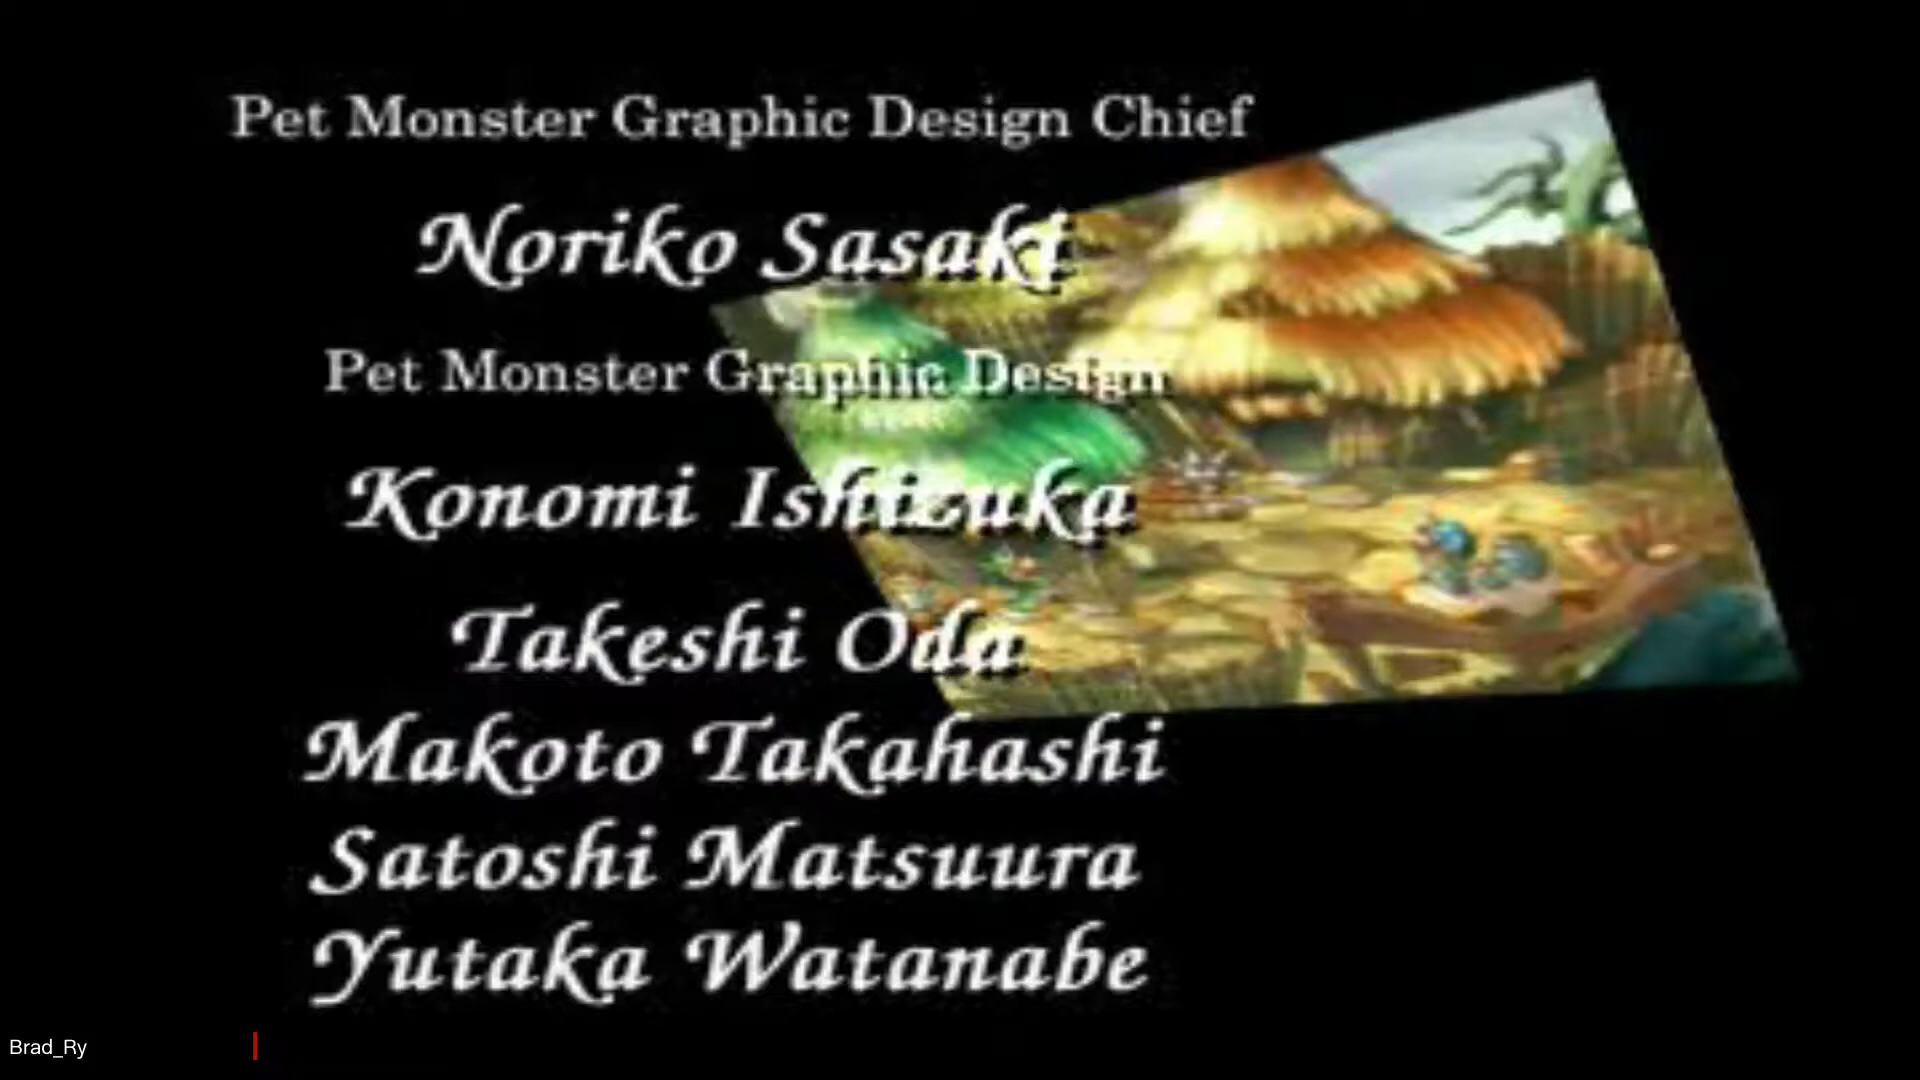 Pet Monster Graphic Design Chief
Noriko Sasaki
Pet Monster Graphic Design
Konomi Ishizuka
Takeshi Oda
Makoto Takahashi
Satoshi Matsuura
Yutaka Watanabe
Brad_Ry